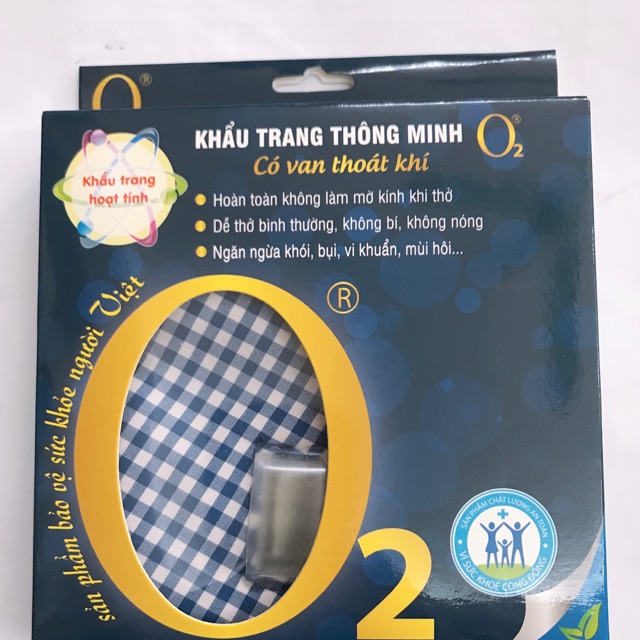 O®
KHẨU TRANG THÔNG MINH O2®
Có van thoát khí
Khẩu trang
hoạt tính
Hoàn toàn không làm mờ kính khi thở
Dễ thở bình thường, không bí, không nóng
Ngăn ngừa khói, bụi, vi khuẩn, mùi hôi...
sản phẩm bảo vệ sức khỏe người Việt
O2®
SẢN PHẨM CHẤT LƯỢNG AN TOÀN
VÌ SỨC KHOẺ CỘNG ĐỒNG